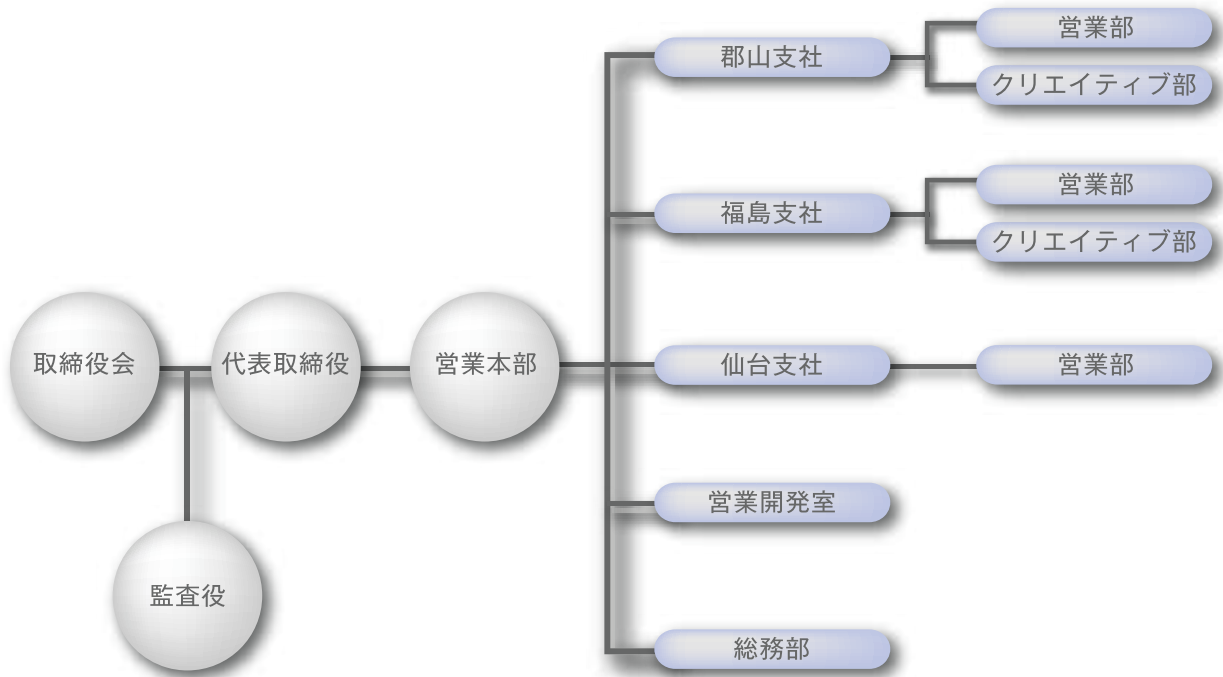 取締役会
代表取締役
営業本部
監査役
郡山支社
営業部
クリエイティブ部
福島支社
営業部
クリエイティブ部
仙台支社
営業部
営業開発室
総務部